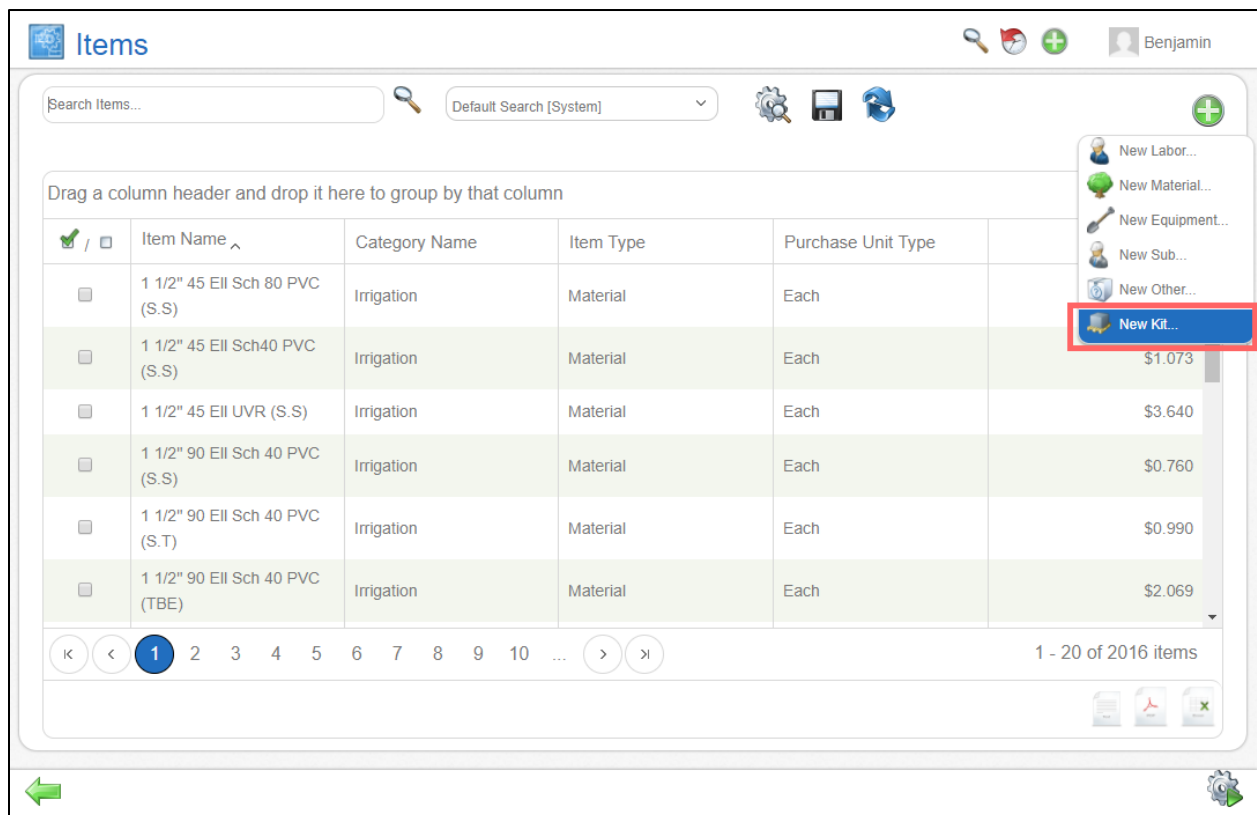 Items
Benjamin
Search Items...
Default Search [System]
New Labor...
New Material...
New Equipment...
New Sub...
New Other...
New Kit...
Drag a column header and drop it here to group by that column
/ Item Name Category Name Item Type Purchase Unit Type
1 1/2" 45 Ell Sch 80 PVC
(S.S) Irrigation Material Each
1 1/2" 45 Ell Sch40 PVC
(S.S) Irrigation Material Each $1.073
1 1/2" 45 Ell UVR (S.S) Irrigation Material Each $3.640
1 1/2" 90 Ell Sch 40 PVC
(S.S) Irrigation Material Each $0.760
1 1/2" 90 Ell Sch 40 PVC
(S.T) Irrigation Material Each $0.990
1 1/2" 90 Ell Sch 40 PVC
(TBE) Irrigation Material Each $2.069
1 2 3 4 5 6 7 8 9 10 ... 1 - 20 of 2016 items